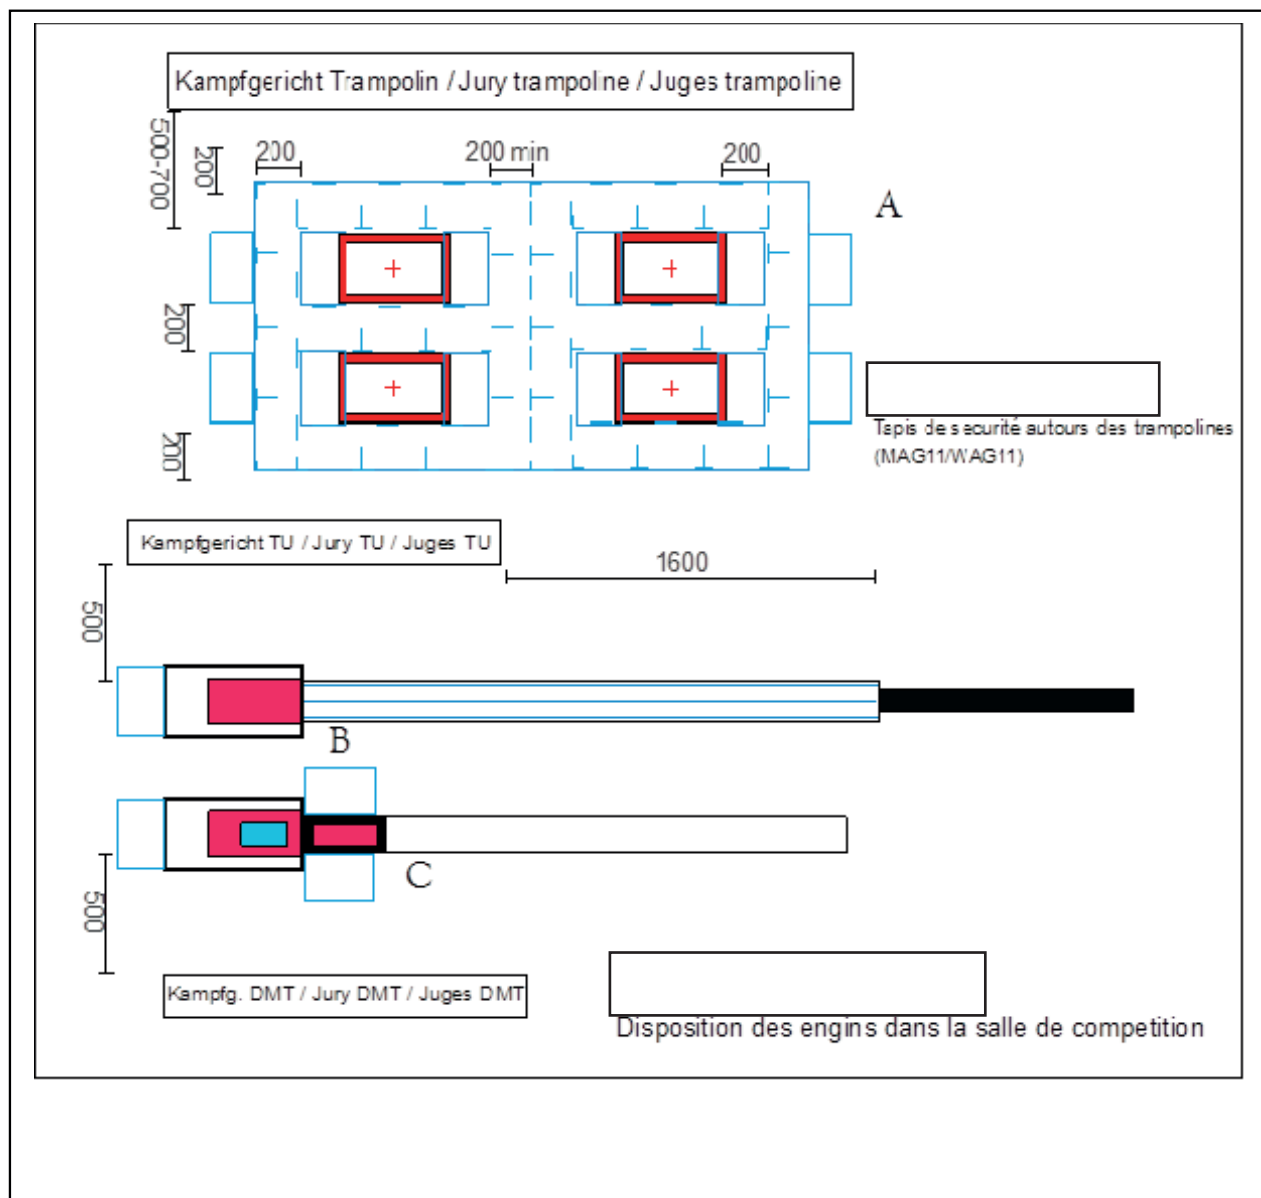 Kampfgericht Trampolin / Jury trampoline / Juges trampoline
500-700
200
200
200 min
200
A
200
200
Tapis de securité autours des trampolines
(MAG11/WAG11)
Kampfgericht TU / Jury TU / Juges TU
1600
500
B
C
500
Kampfg. DMT / Jury DMT / Juges DMT
Disposition des engins dans la salle de competition